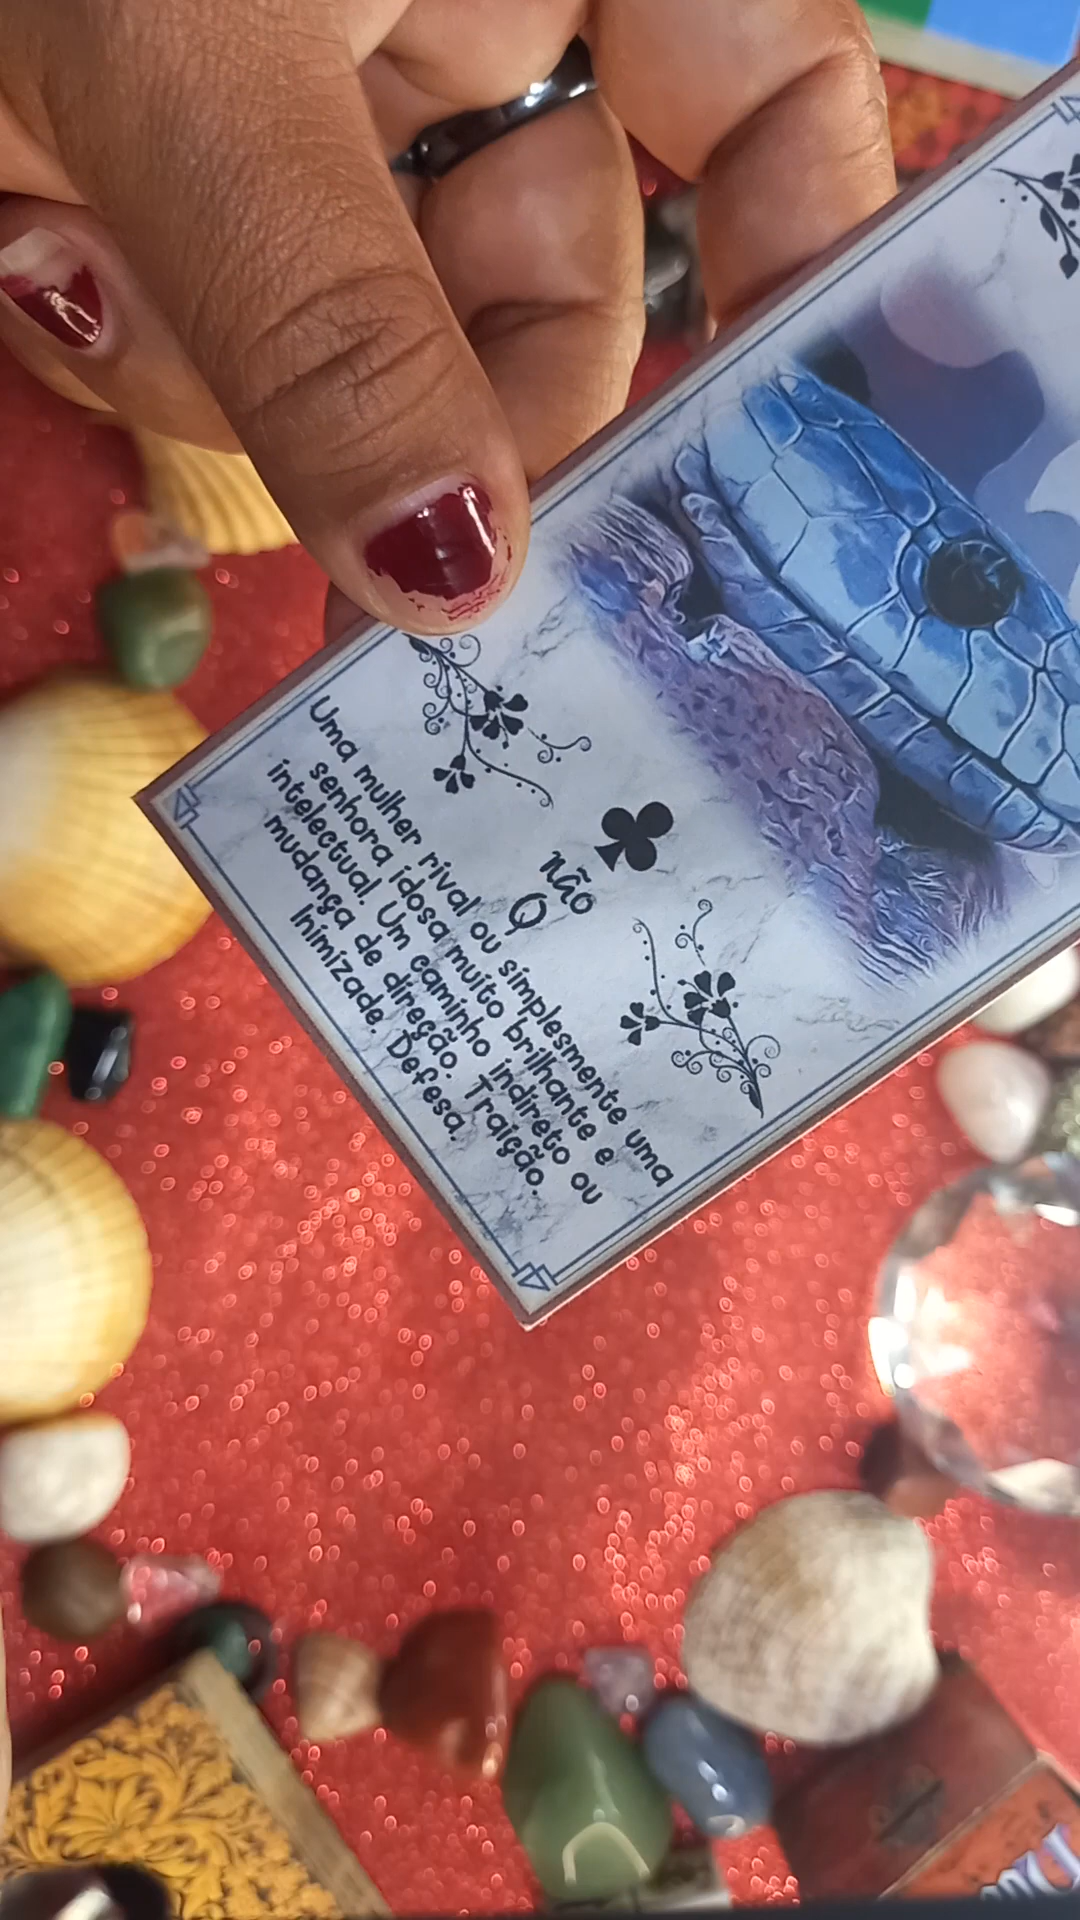 não
Q
Uma mulher rival ou simplesmente uma
senhora idosa muito brilhante e
intelectual. Um caminho indireto ou
mudança de direção. Traição.
Inimizade. Defesa.